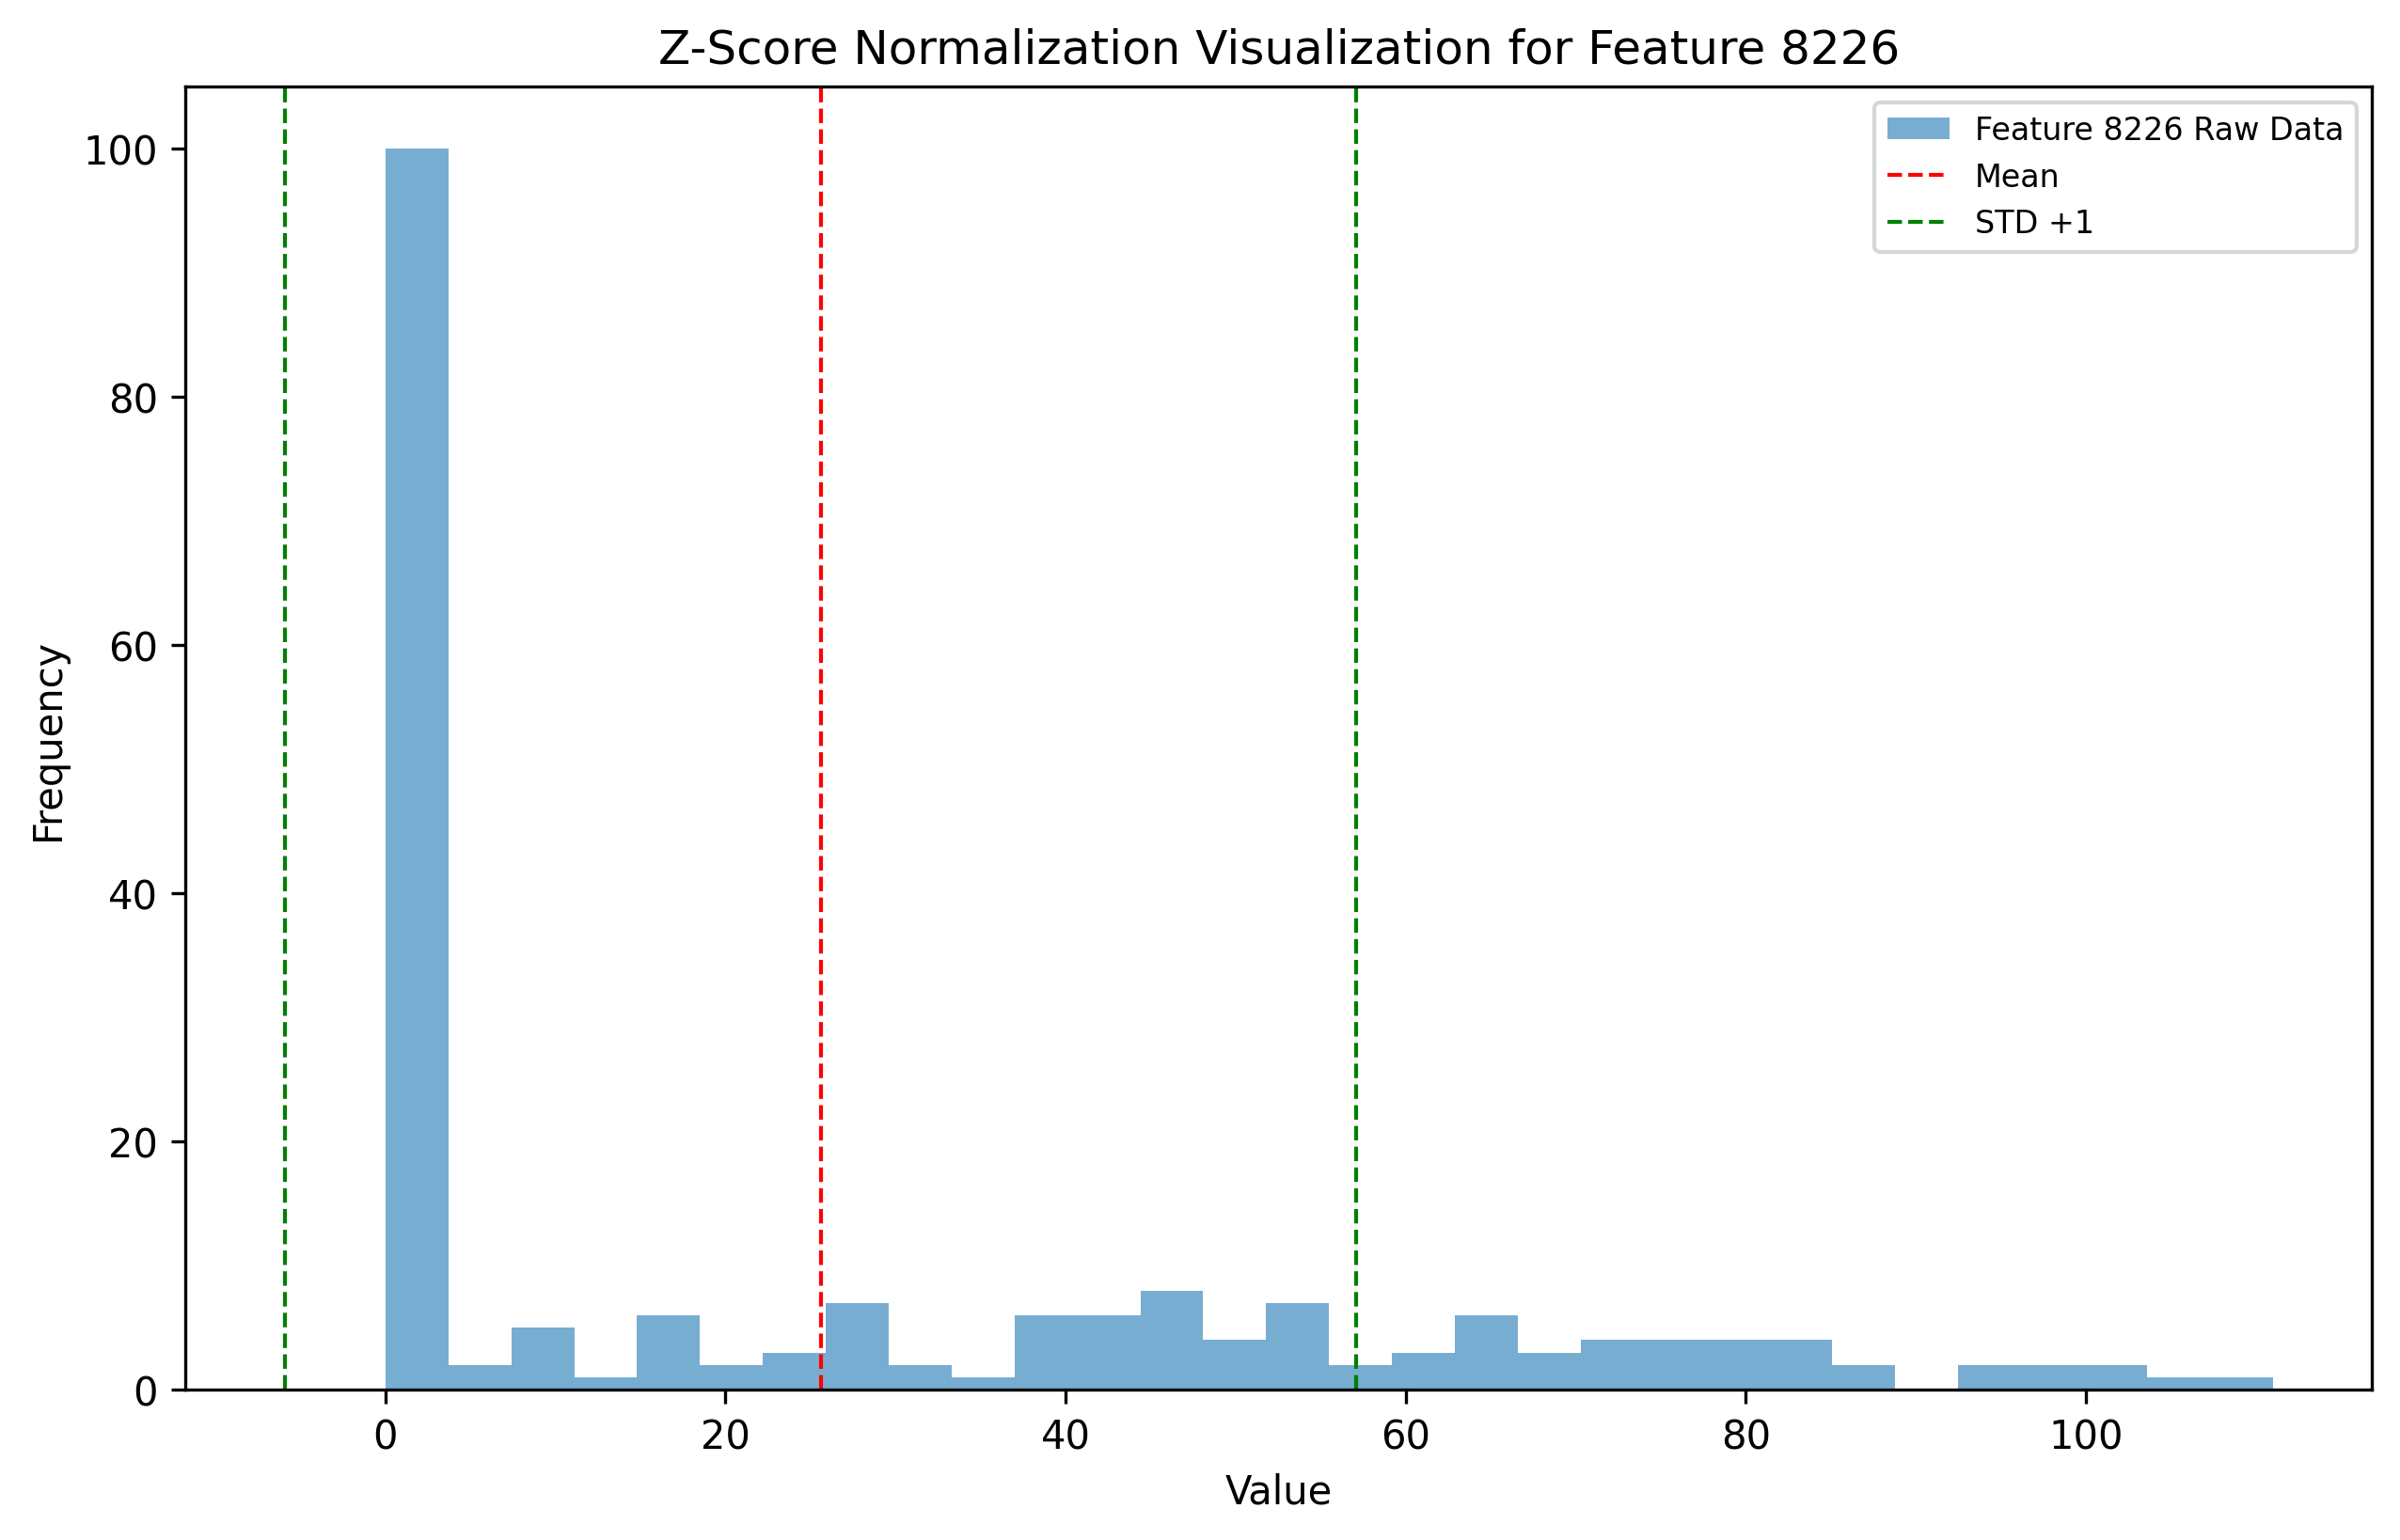 Z-Score Normalization Visualization for Feature 8226
Feature 8226 Raw Data
Mean
STD +1
100
80
60
40
20
0
Frequency
0 20 40 60 80 100
Value